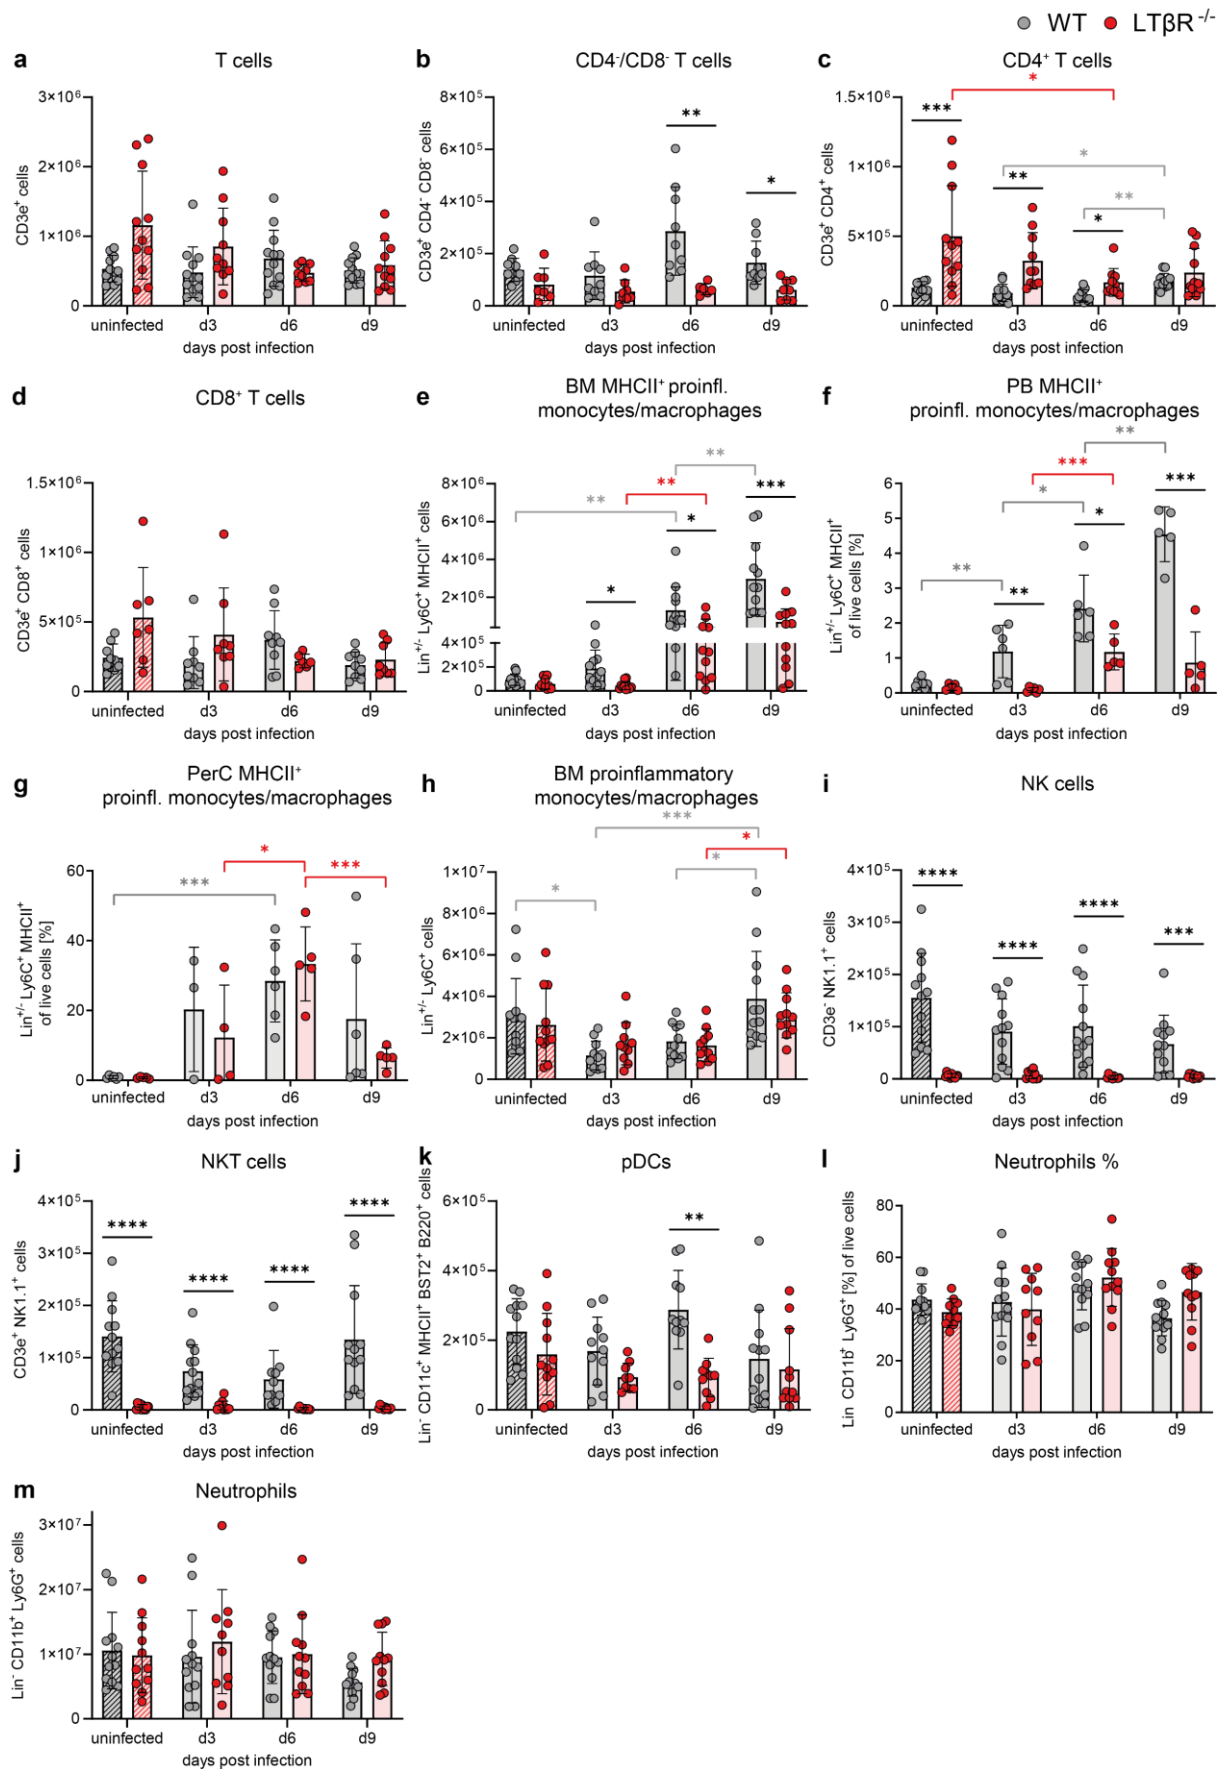 WT LTβR⁻/⁻
a T cells
3×10⁶
2×10⁶
1×10⁶
0
CD3e⁺ cells
uninfected d3 d6 d9
days post infection
b CD4⁻/CD8⁻ T cells
8×10⁵
6×10⁵
4×10⁵
2×10⁵
0
CD3e⁺ CD4⁻ CD8⁻ cells
** *
uninfected d3 d6 d9
days post infection
c CD4⁺ T cells
1.5×10⁶
1×10⁶
5×10⁵
0
CD3e⁺ CD4⁺ cells
*** * ** * ** *
uninfected d3 d6 d9
days post infection
d CD8⁺ T cells
1.5×10⁶
1×10⁶
5×10⁵
0
CD3e⁺ CD8⁺ cells
uninfected d3 d6 d9
days post infection
e BM MHCII⁺ proinfl.
monocytes/macrophages
8×10⁶
6×10⁶
4×10⁶
2×10⁶
4×10⁵
2×10⁵
0
Lin⁺/⁻ Ly6C⁺ MHCII⁺ cells
** ** ** *** * *
uninfected d3 d6 d9
days post infection
f PB MHCII⁺
proinfl. monocytes/macrophages
6
5
4
3
2
1
0
Lin⁺/⁻ Ly6C⁺ MHCII⁺
of live cells [%]
** *** * *** * ** **
uninfected d3 d6 d9
days post infection
g PerC MHCII⁺
proinfl. monocytes/macrophages
60
40
20
0
Lin⁺/⁻ Ly6C⁺ MHCII⁺
of live cells [%]
* *** ***
uninfected d3 d6 d9
days post infection
h BM proinflammatory
monocytes/macrophages
1×10⁷
8×10⁶
6×10⁶
4×10⁶
2×10⁶
0
Lin⁺/⁻ Ly6C⁺ cells
*** * * *
uninfected d3 d6 d9
days post infection
i NK cells
4×10⁵
3×10⁵
2×10⁵
1×10⁵
0
CD3e⁻ NK1.1⁺ cells
**** **** **** ***
uninfected d3 d6 d9
days post infection
j NKT cells
4×10⁵
3×10⁵
2×10⁵
1×10⁵
0
CD3e⁺ NK1.1⁺ cells
**** **** **** ****
uninfected d3 d6 d9
days post infection
k pDCs
6×10⁵
4×10⁵
2×10⁵
0
Lin⁻ CD11c⁺ MHCII⁺ BST2⁺ B220⁺ cells
**
uninfected d3 d6 d9
days post infection
l Neutrophils %
80
60
40
20
0
Lin⁻ CD11b⁺ Ly6G⁺ [%] of live cells
uninfected d3 d6 d9
days post infection
m Neutrophils
3×10⁷
2×10⁷
1×10⁷
0
Lin⁻ CD11b⁺ Ly6G⁺ cells
uninfected d3 d6 d9
days post infection